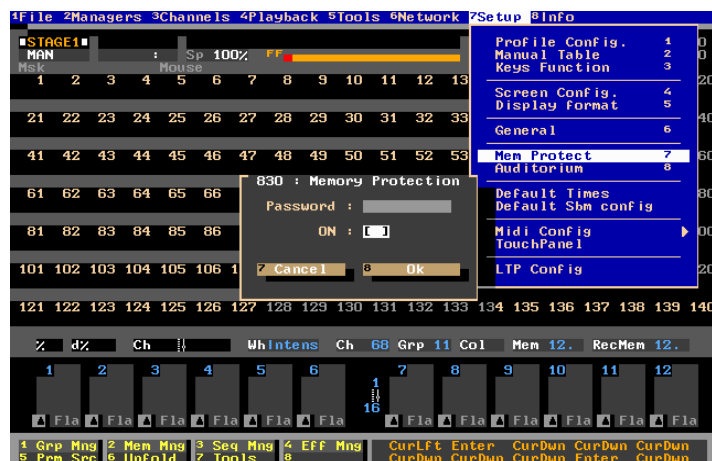 1File 2Managers 3Channels 4Playback 5Tools 6Network 7Setup 8Info
STAGE1
MAN : Sp 100% FF
Msk Mouse
Profile Config. 1
Manual Table 2
Keys Function 3
Screen Config. 4
Display format 5
General 6
Mem Protect 7
Auditorium 8
Default Times
Default Sbm config
Midi Config
TouchPanel
LTP Config
1 2 3 4 5 6 7 8 9 10 11 12 13 20
21 22 23 24 25 26 27 28 29 30 31 32 33 40
41 42 43 44 45 46 47 48 49 50 51 52 53 60
61 62 63 64 65 66 80
81 82 83 84 85 86 00
101 102 103 104 105 106 1 20
121 122 123 124 125 126 127 128 129 130 131 132 133 134 135 136 137 138 139 140
830 : Memory Protection
Password :
ON : [ ]
7 Cancel 8 Ok
% d% Ch Wh Intens Ch 68 Grp 11 Col Mem 12. RecMem 12.
1 2 3 4 5 6 7 8 9 10 11 12
1
16
Fla Fla Fla Fla Fla Fla Fla Fla Fla Fla Fla Fla
1 Grp Mng 2 Mem Mng 3 Seq Mng 4 Eff Mng CurLft Enter CurDwn CurDwn CurDwn
5 Prm Src 6 Unfold 7 Tools 8 CurDwn CurDwn CurDwn Enter CurDwn